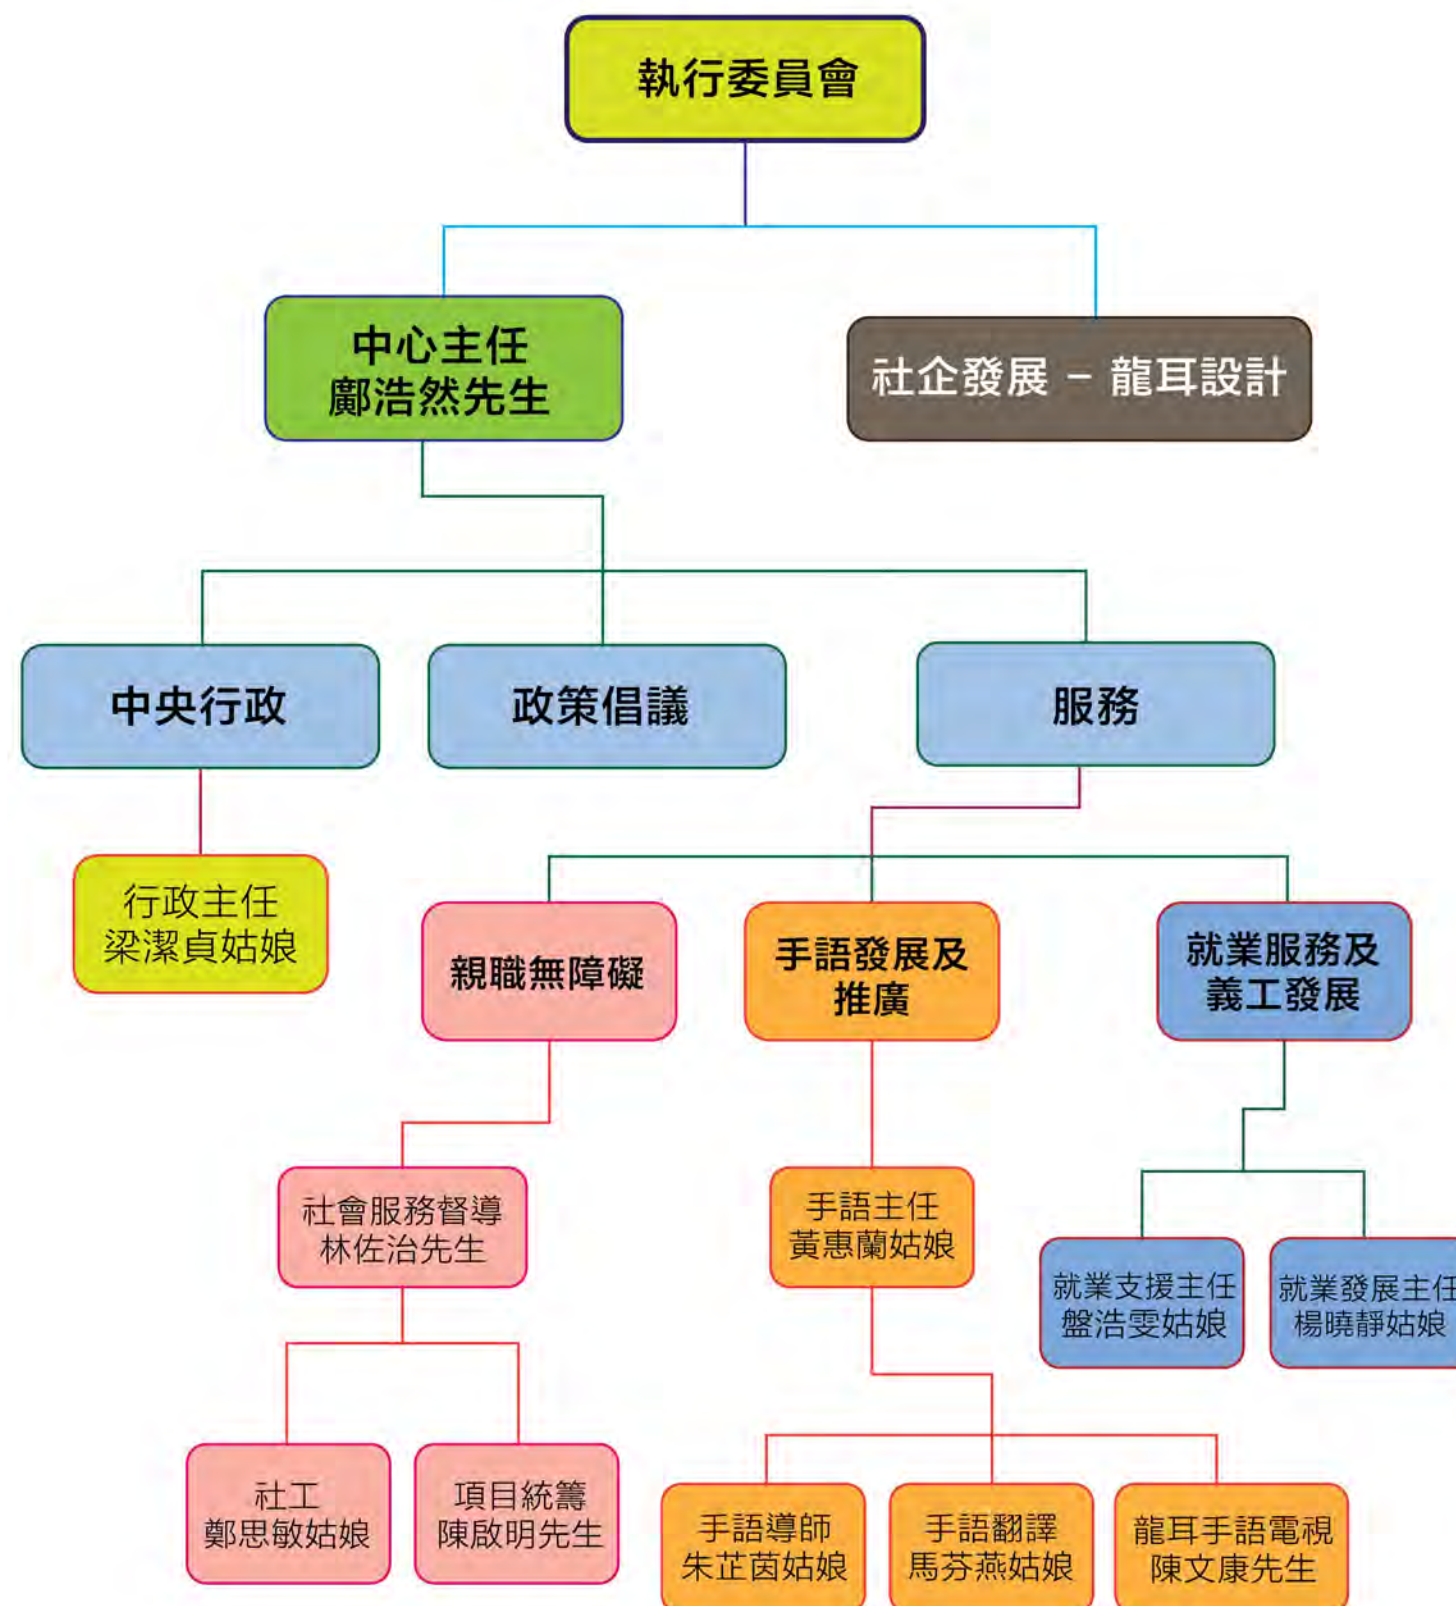 執行委員會
中心主任
鄺浩然先生
社企發展 – 龍耳設計
中央行政
政策倡議
服務
行政主任
梁潔貞姑娘
親職無障礙
手語發展及
推廣
就業服務及
義工發展
社會服務督導
林佐治先生
手語主任
黃惠蘭姑娘
就業支援主任
盤浩雯姑娘
就業發展主任
楊曉靜姑娘
社工
鄭思敏姑娘
項目統籌
陳啟明先生
手語導師
朱芷茵姑娘
手語翻譯
馬芬燕姑娘
龍耳手語電視
陳文康先生